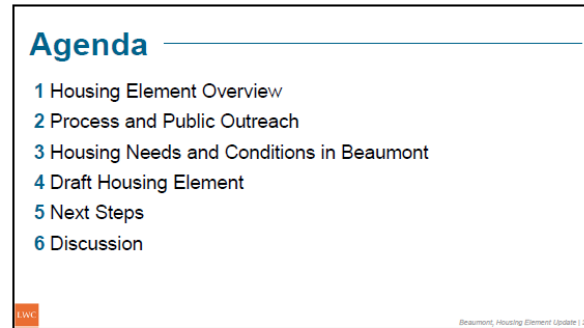 Agenda
1 Housing Element Overview
2 Process and Public Outreach
3 Housing Needs and Conditions in Beaumont
4 Draft Housing Element
5 Next Steps
6 Discussion
LWC
Beaumont, Housing Element Update |